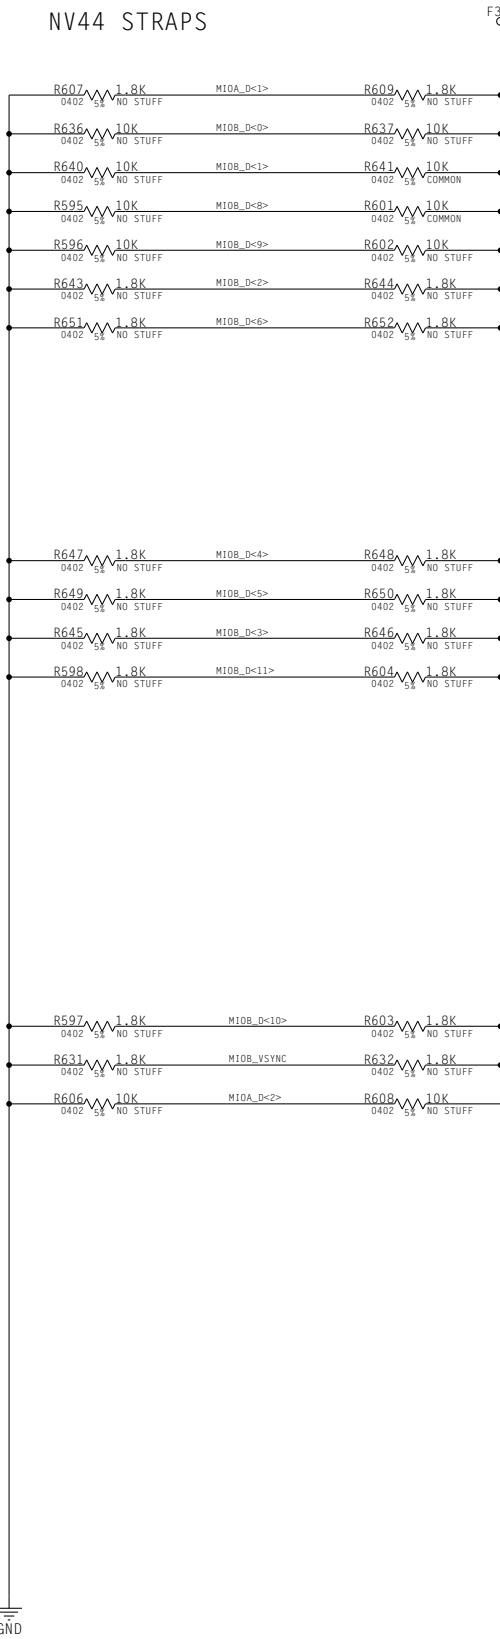 NV44 STRAPS
F3
R607 1.8K MIOA_D<1> R609 1.8K
0402 5% NO STUFF 0402 5% NO STUFF
R636 10K MIOB_D<0> R637 10K
0402 5% NO STUFF 0402 5% NO STUFF
R640 10K MIOB_D<1> R641 10K
0402 5% NO STUFF 0402 5% COMMON
R595 10K MIOB_D<8> R601 10K
0402 5% NO STUFF 0402 5% COMMON
R596 10K MIOB_D<9> R602 10K
0402 5% NO STUFF 0402 5% NO STUFF
R643 1.8K MIOB_D<2> R644 1.8K
0402 5% NO STUFF 0402 5% NO STUFF
R651 1.8K MIOB_D<6> R652 1.8K
0402 5% NO STUFF 0402 5% NO STUFF
R647 1.8K MIOB_D<4> R648 1.8K
0402 5% NO STUFF 0402 5% NO STUFF
R649 1.8K MIOB_D<5> R650 1.8K
0402 5% NO STUFF 0402 5% NO STUFF
R645 1.8K MIOB_D<3> R646 1.8K
0402 5% NO STUFF 0402 5% NO STUFF
R598 1.8K MIOB_D<11> R604 1.8K
0402 5% NO STUFF 0402 5% NO STUFF
R597 1.8K MIOB_D<10> R603 1.8K
0402 5% NO STUFF 0402 5% NO STUFF
R631 1.8K MIOB_VSYNC R632 1.8K
0402 5% NO STUFF 0402 5% NO STUFF
R606 10K MIOA_D<2> R608 10K
0402 5% NO STUFF 0402 5% NO STUFF
GND